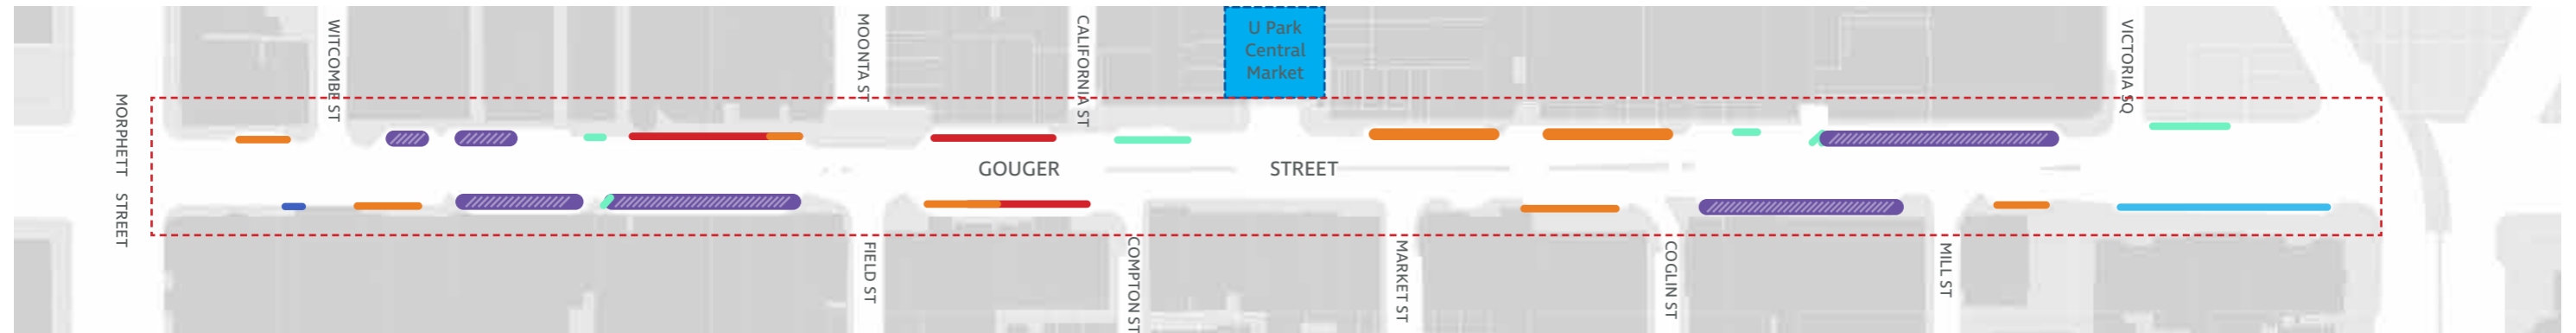 WITCOMBE ST
MOONTA ST
CALIFORNIA ST
U Park
Central
Market
VICTORIA SQ
MORPHETT STREET
GOUGER STREET
FIELD ST
COMPTON ST
MARKET ST
COGLIN ST
MILL ST